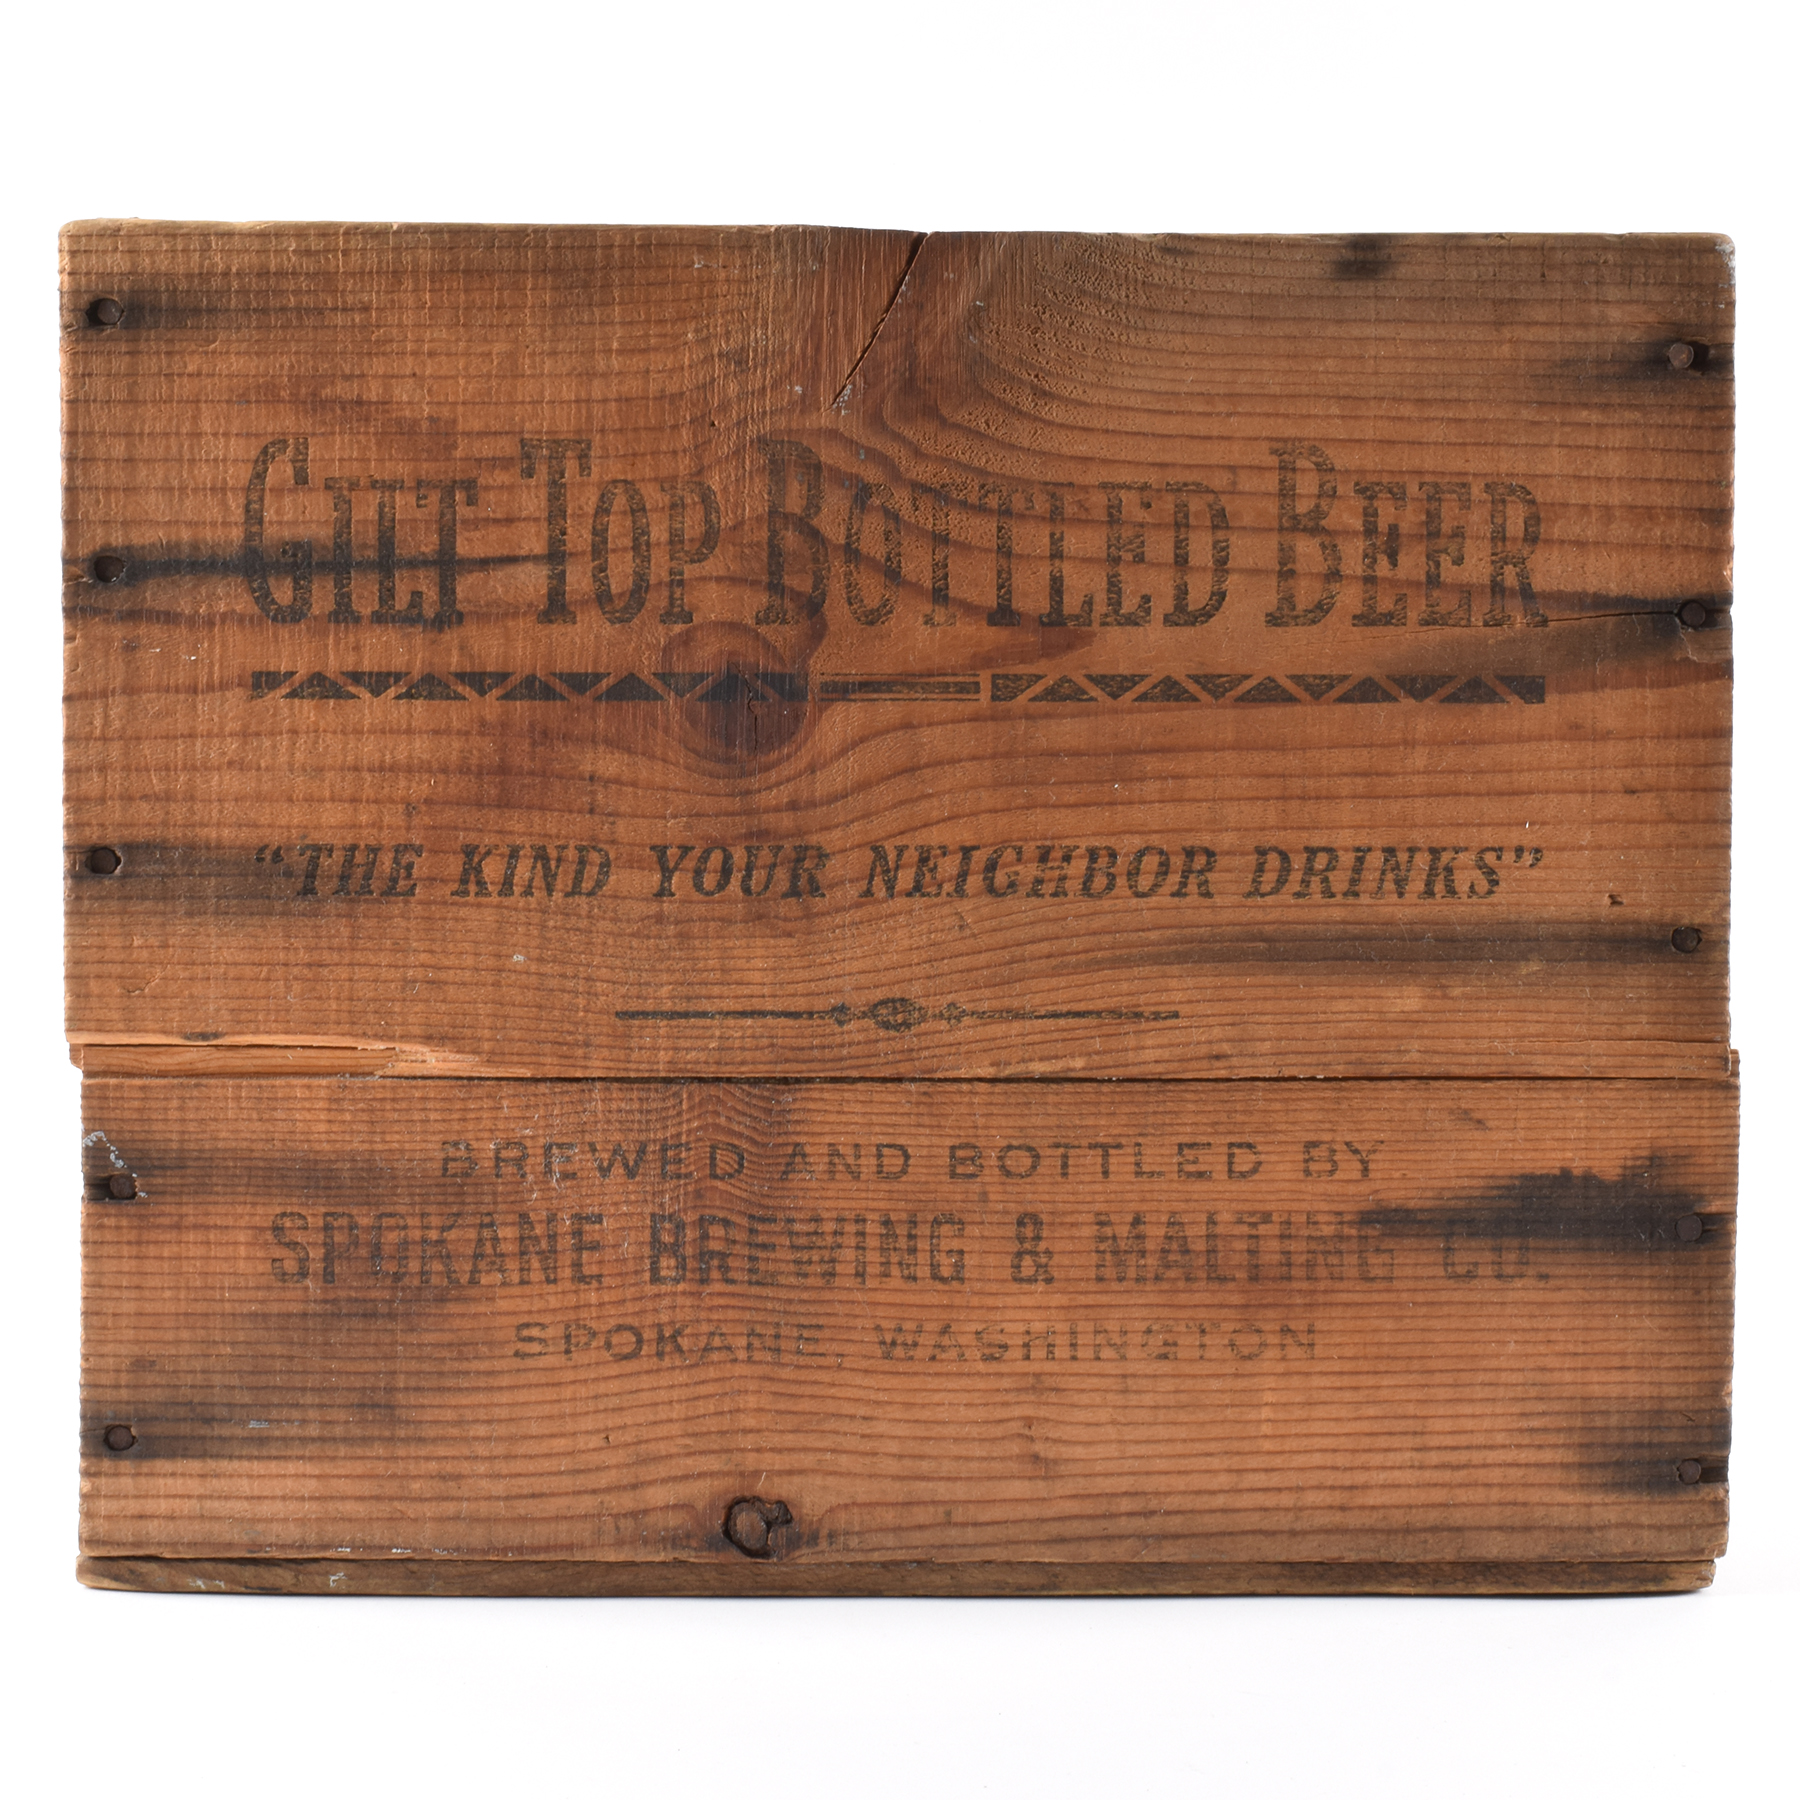 GILT TOP BOTTLED BEER
“THE KIND YOUR NEIGHBOR DRINKS”
BREWED AND BOTTLED BY
SPOKANE BREWING & MALTING CO.
SPOKANE, WASHINGTON